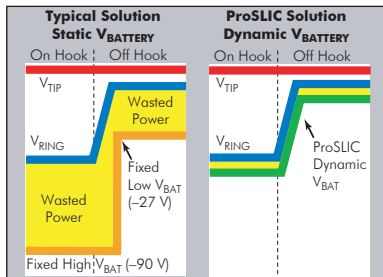 Typical Solution
Static VBATTERY
On Hook
Off Hook
VTIP
Wasted
Power
VRING
Wasted
Power
Fixed
Low VBAT
(–27 V)
Fixed High VBAT (–90 V)
ProSLIC Solution
Dynamic VBATTERY
On Hook
Off Hook
VTIP
VRING
ProSLIC
Dynamic
VBAT